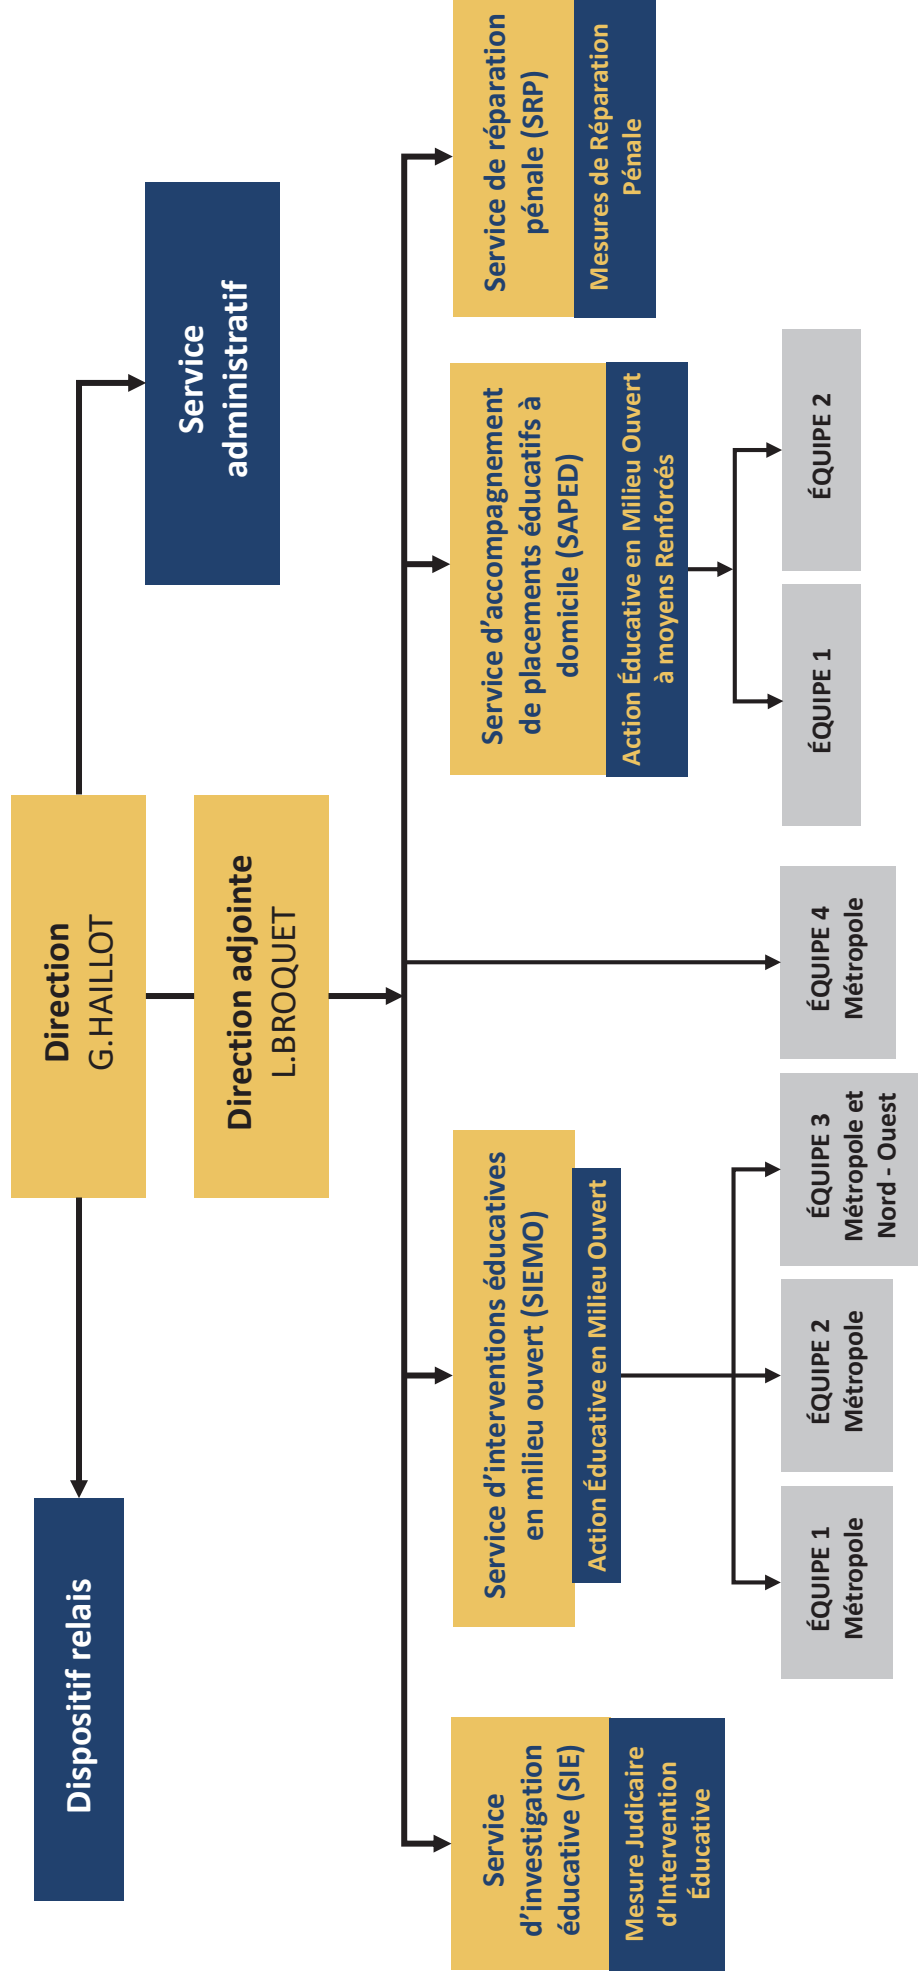 Direction
G.HAILLOT
Dispositif relais
Service
administratif
Direction adjointe
L.BROQUET
Service
d'investigation
éducative (SIE)
Mesure Judicaire
d'Intervention
Éducative
Service d'interventions éducatives
en milieu ouvert (SIEMO)
Action Éducative en Milieu Ouvert
ÉQUIPE 1
Métropole
ÉQUIPE 2
Métropole
ÉQUIPE 3
Métropole et
Nord - Ouest
ÉQUIPE 4
Métropole
Service d'accompagnement
de placements éducatifs à
domicile (SAPED)
Action Éducative en Milieu Ouvert
à moyens Renforcés
ÉQUIPE 1
ÉQUIPE 2
Service de réparation
pénale (SRP)
Mesures de Réparation
Pénale